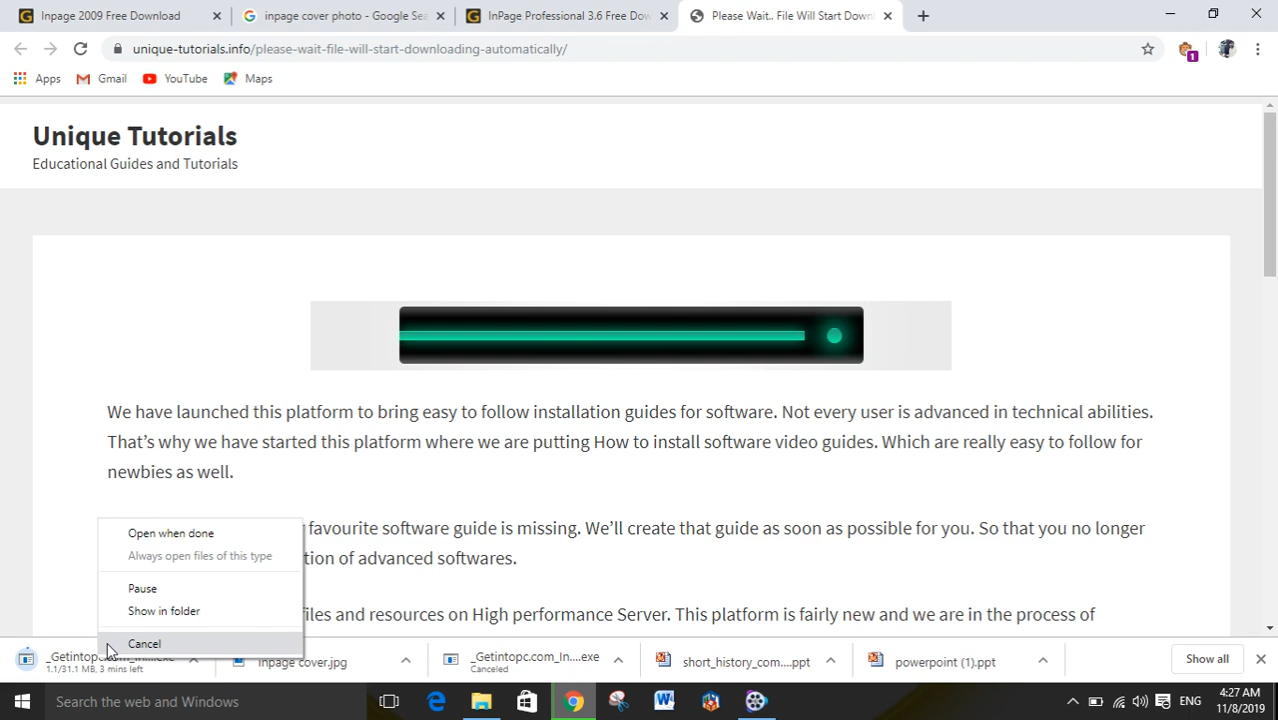 Inpage 2009 Free Download
inpage cover photo - Google Sea
InPage Professional 3.6 Free Dow
Please Wait.. File Will Start Down
unique-tutorials.info/please-wait-file-will-start-downloading-automatically/
1
Apps
Gmail
YouTube
Maps
Unique Tutorials
Educational Guides and Tutorials
We have launched this platform to bring easy to follow installation guides for software. Not every user is advanced in technical abilities.
That’s why we have started this platform where we are putting How to install software video guides. Which are really easy to follow for
newbies as well.
favourite software guide is missing. We’ll create that guide as soon as possible for you. So that you no longer
tion of advanced softwares.
files and resources on High performance Server. This platform is fairly new and we are in the process of
Open when done
Always open files of this type
Pause
Show in folder
Cancel
_Getintopc.com_In....exe
1.1/31.1 MB, 3 mins left
Inpage cover.jpg
_Getintopc.com_In....exe
Canceled
short_history_com....ppt
powerpoint (1).ppt
Show all
Search the web and Windows
ENG
4:27 AM
11/8/2019